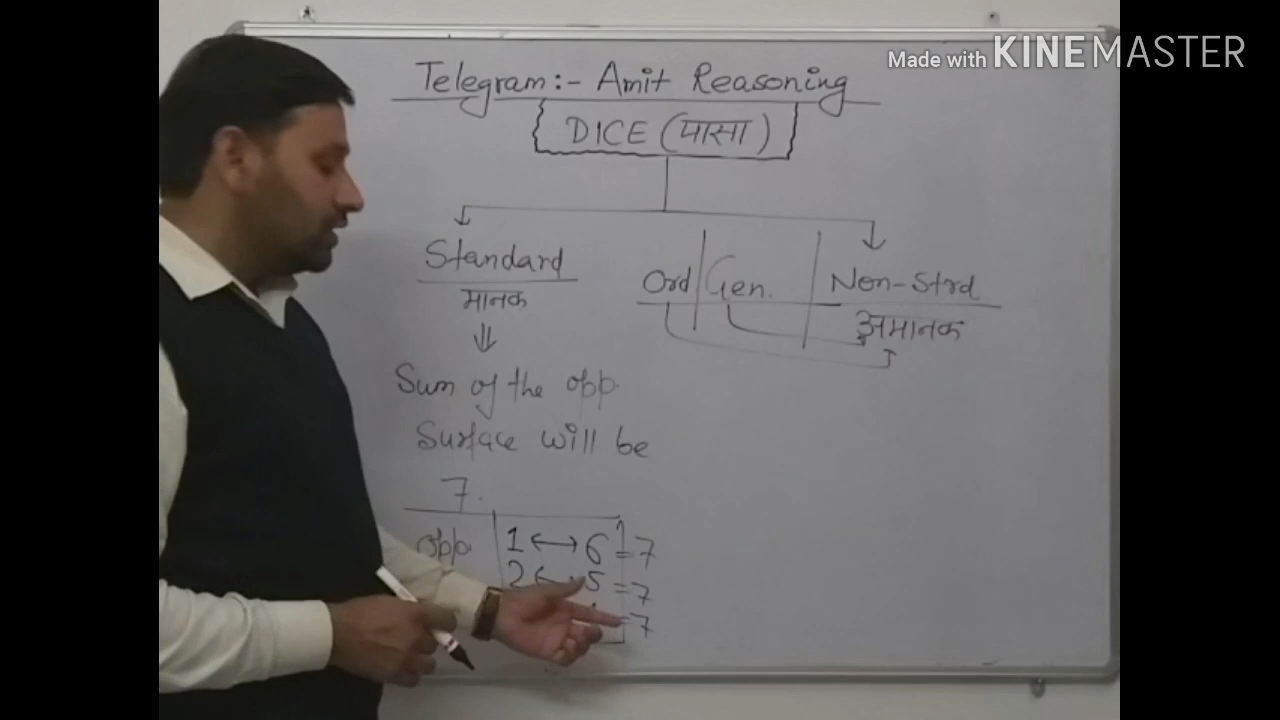 Made with KINEMASTER
Telegram:- Amit Reasoning
DICE (पासा)
Standard
मानक
Ord Gen. Non-Strd
अमानक
Sum of the opp.
Surface will be
7.
opp. 1 ↔ 6 = 7
2 ↔ 5 = 7
= 7